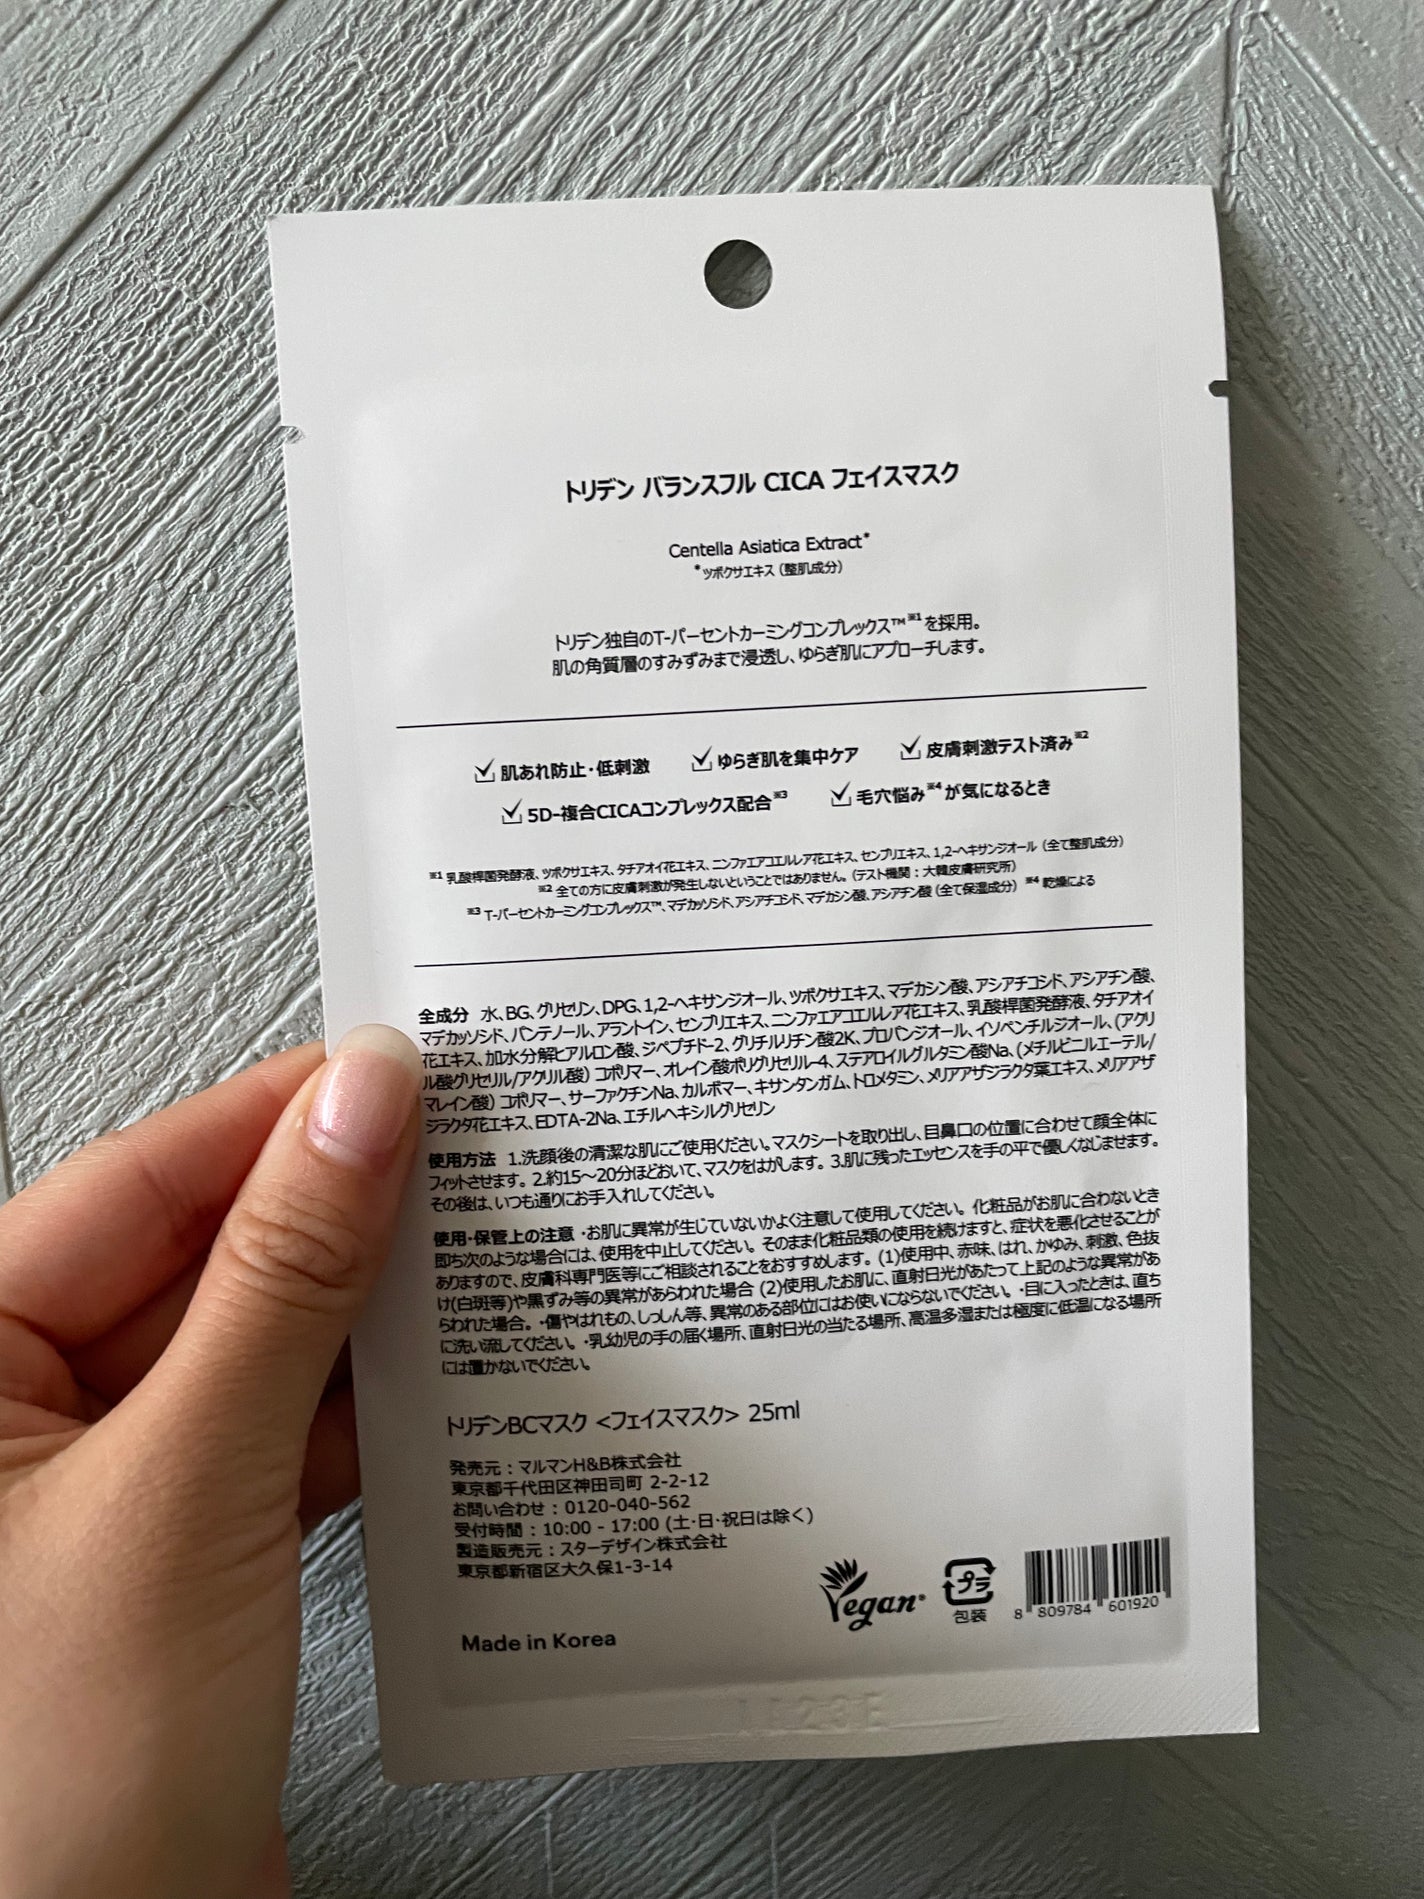 トリデン バランスフル CICA フェイスマスク
Centella Asiatica Extract*
*ツボクサエキス（整肌成分）
トリデン独自のT-パーセントカーミングコンプレックス™※1を採用。
肌の角質層のすみずみまで浸透し、ゆらぎ肌にアプローチします。
肌あれ防止・低刺激 ゆらぎ肌を集中ケア 皮膚刺激テスト済み※2
5D-複合CICAコンプレックス配合※3 毛穴悩み※4が気になるとき
※1 乳酸桿菌発酵液、ツボクサエキス、タチアオイ花エキス、ニンファエアコエルレア花エキス、センブリエキス、1,2-ヘキサンジオール（全て整肌成分）
※2 全ての方に皮膚刺激が発生しないということではありません。（テスト機関：大韓皮膚研究所）
※3 T-パーセントカーミングコンプレックス™、マデカッソシド、アシアチコシド、マデカシン酸、アシアチン酸（全て保湿成分） ※4 乾燥による
全成分 水、BG、グリセリン、DPG、1,2-ヘキサンジオール、ツボクサエキス、マデカシン酸、アシアチコシド、アシアチン酸、
マデカッソシド、パンテノール、アラントイン、センブリエキス、ニンファエアコエルレア花エキス、乳酸桿菌発酵液、タチアオイ
花エキス、加水分解ヒアルロン酸、ジペプチド-2、グリチルリチン酸2K、プロパンジオール、イソペンチルジオール、（アクリ
ル酸グリセリル/アクリル酸）コポリマー、オレイン酸ポリグリセリル-4、ステアロイルグルタミン酸Na、（メチルビニルエーテル/
マレイン酸）コポリマー、サーファクチンNa、カルボマー、キサンタンガム、トロメタミン、メリアアザジラクタ葉エキス、メリアアザ
ジラクタ花エキス、EDTA-2Na、エチルヘキシルグリセリン
使用方法 1.洗顔後の清潔な肌にご使用ください。マスクシートを取り出し、目鼻口の位置に合わせて顔全体に
フィットさせます。 2.約15～20分ほどおいて、マスクをはがします。 3.肌に残ったエッセンスを手の平で優しくなじませます。
その後は、いつも通りにお手入れしてください。
使用・保管上の注意 ・お肌に異常が生じていないかよく注意して使用してください。化粧品がお肌に合わないとき
即ち次のような場合には、使用を中止してください。そのまま化粧品類の使用を続けますと、症状を悪化させることが
ありますので、皮膚科専門医等にご相談されることをおすすめします。(1)使用中、赤味、はれ、かゆみ、刺激、色抜
け(白斑等)や黒ずみ等の異常があらわれた場合 (2)使用したお肌に、直射日光があたって上記のような異常があ
らわれた場合。・傷やはれもの、しっしん等、異常のある部位にはお使いにならないでください。・目に入ったときは、直ち
に洗い流してください。・乳幼児の手の届く場所、直射日光の当たる場所、高温多湿または極度に低温になる場所
には置かないでください。
トリデンBCマスク <フェイスマスク> 25ml
発売元：マルマンH&B株式会社
東京都千代田区神田司町 2-2-12
お問い合わせ：0120-040-562
受付時間：10:00 - 17:00 (土・日・祝日は除く)
製造販売元：スターデザイン株式会社
東京都新宿区大久保1-3-14
Vegan
プラ
包装
8 809784 601920
Made in Korea